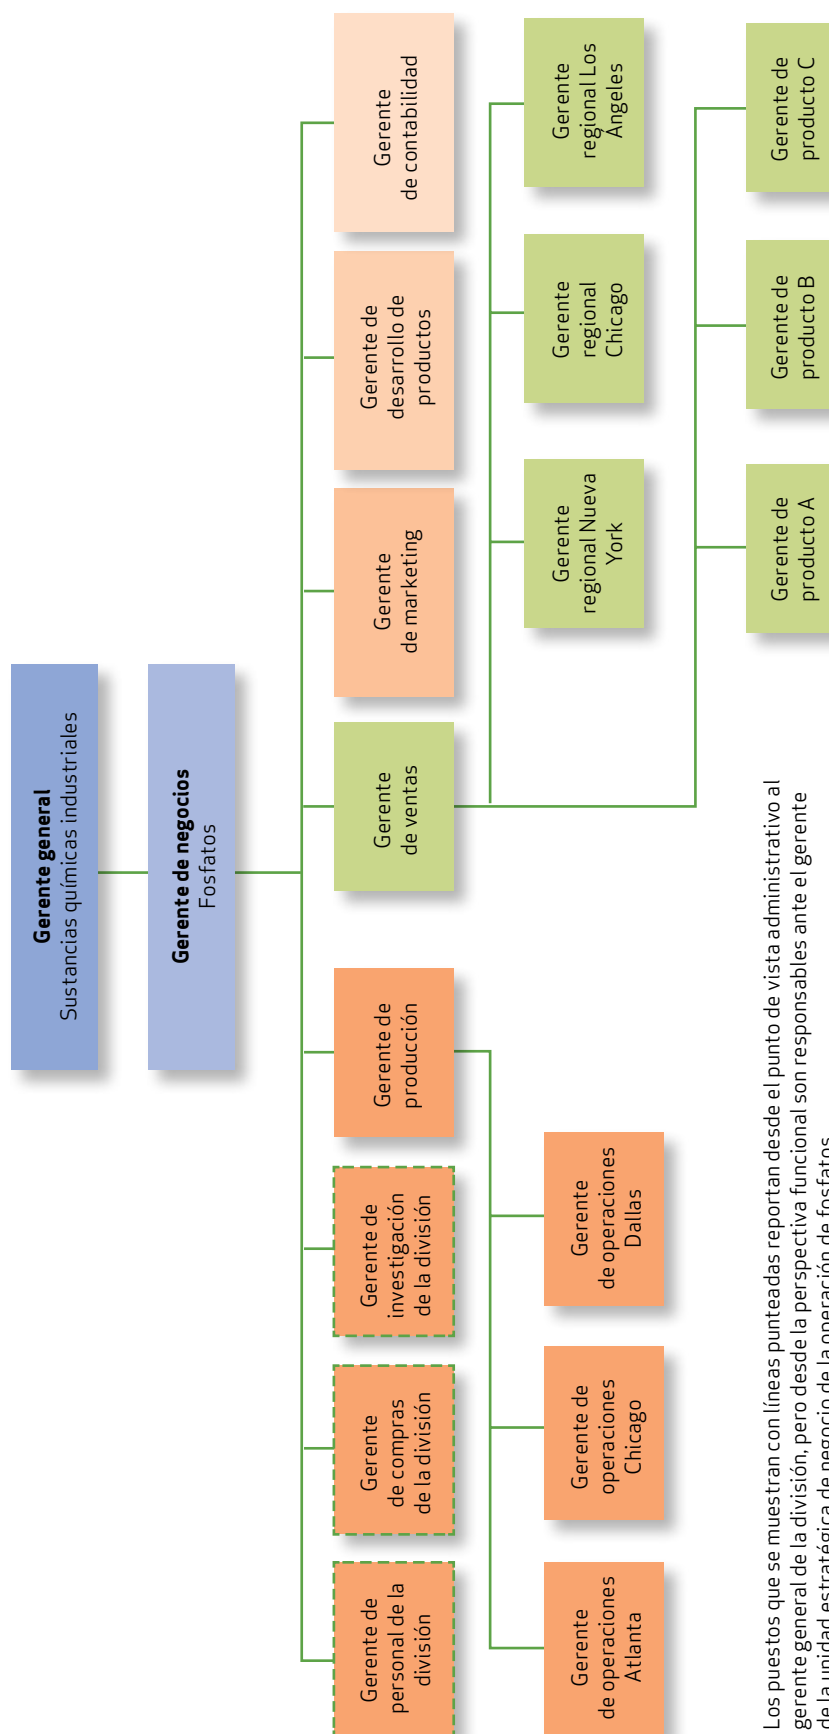 Gerente general
Sustancias químicas industriales
Gerente de negocios
Fosfatos
Gerente de
personal de la
división
Gerente
de compras
de la división
Gerente de
investigación
de la división
Gerente de
producción
Gerente
de ventas
Gerente
de marketing
Gerente de
desarrollo de
productos
Gerente
de contabilidad
Gerente
de operaciones
Atlanta
Gerente de
operaciones
Chicago
Gerente
de operaciones
Dallas
Gerente
regional Nueva
York
Gerente
regional
Chicago
Gerente
regional Los
Ángeles
Gerente de
producto A
Gerente de
producto B
Gerente de
producto C
Los puestos que se muestran con líneas punteadas reportan desde el punto de vista administrativo al
gerente general de la división, pero desde la perspectiva funcional son responsables ante el gerente
de la unidad estratégica de negocio de la operación de fosfatos